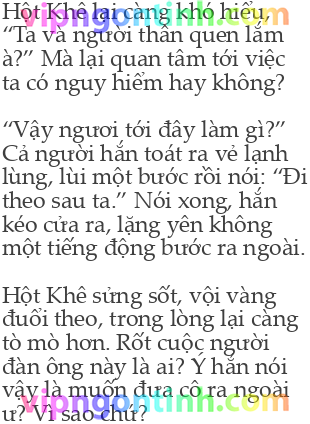 Hột Khê lại càng khó hiểu,
vipngontinh.com
“Ta và người thân quen lắm
à?” Mà lại quan tâm tới việc
ta có nguy hiểm hay không?
“Vậy ngươi tới đây làm gì?”
Cả người hắn toát ra vẻ lạnh
lùng, lùi một bước rồi nói: “Đi
theo sau ta.” Nói xong, hắn
kéo cửa ra, lặng yên không
một tiếng động bước ra ngoài.
Hột Khê sửng sốt, vội vàng
đuổi theo, trong lòng lại càng
tò mò hơn. Rốt cuộc người
đàn ông này là ai? Ý hắn nói
vậy là muốn đưa cô ra ngoài
vipngontinh.com
ư? Vì sao chứ?